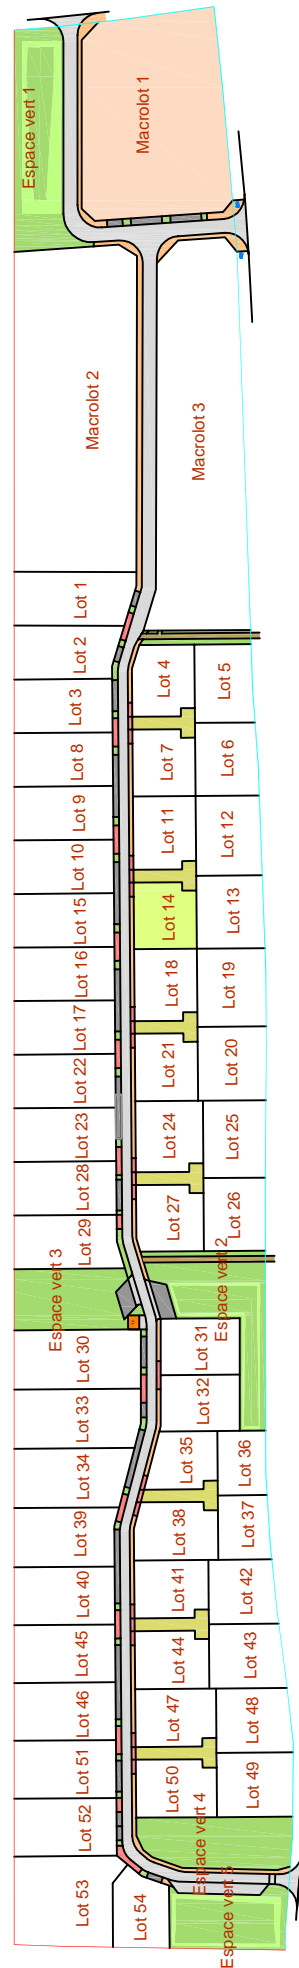 Espace vert 1
Macrolot 1
Macrolot 2
Macrolot 3
Lot 1
Lot 2
Lot 3
Lot 4
Lot 5
Lot 8
Lot 7
Lot 6
Lot 9
Lot 10
Lot 11
Lot 12
Lot 15
Lot 14
Lot 13
Lot 16
Lot 18
Lot 19
Lot 17
Lot 22
Lot 21
Lot 20
Lot 23
Lot 24
Lot 25
Lot 28
Lot 27
Lot 26
Lot 29
Espace vert 3
Espace vert 2
Lot 30
Lot 31
Lot 33
Lot 32
Lot 34
Lot 35
Lot 36
Lot 39
Lot 38
Lot 37
Lot 40
Lot 41
Lot 42
Lot 45
Lot 44
Lot 43
Lot 46
Lot 47
Lot 48
Lot 51
Lot 50
Lot 49
Lot 52
Espace vert 4
Lot 53
Lot 54
Espace vert 5